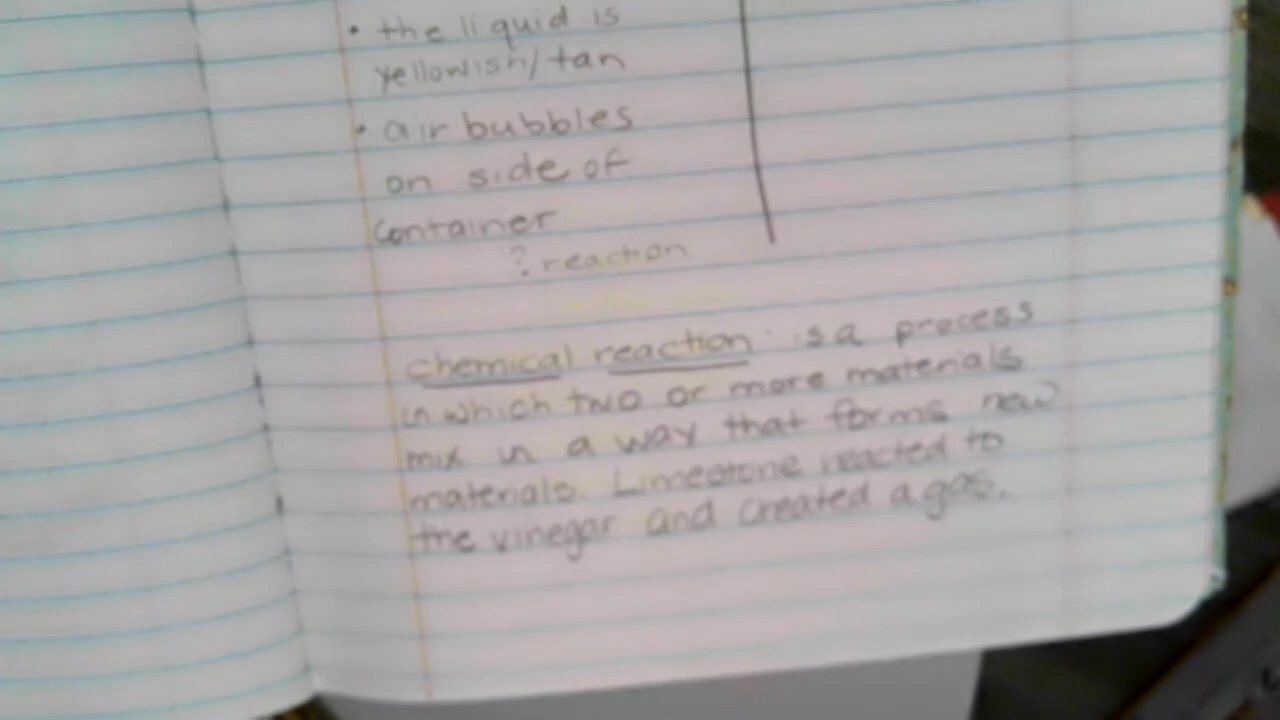 • the liquid is
yellowish/tan
• air bubbles
on side of
container
? reaction
chemical reaction is a process
in which two or more materials
mix in a way that forms new
materials. Limestone reacted to
the vinegar and created a gas.